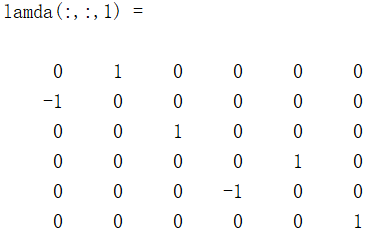 lamda(:,:,1) =
0 1 0 0 0 0
-1 0 0 0 0 0
0 0 1 0 0 0
0 0 0 0 1 0
0 0 0 -1 0 0
0 0 0 0 0 1